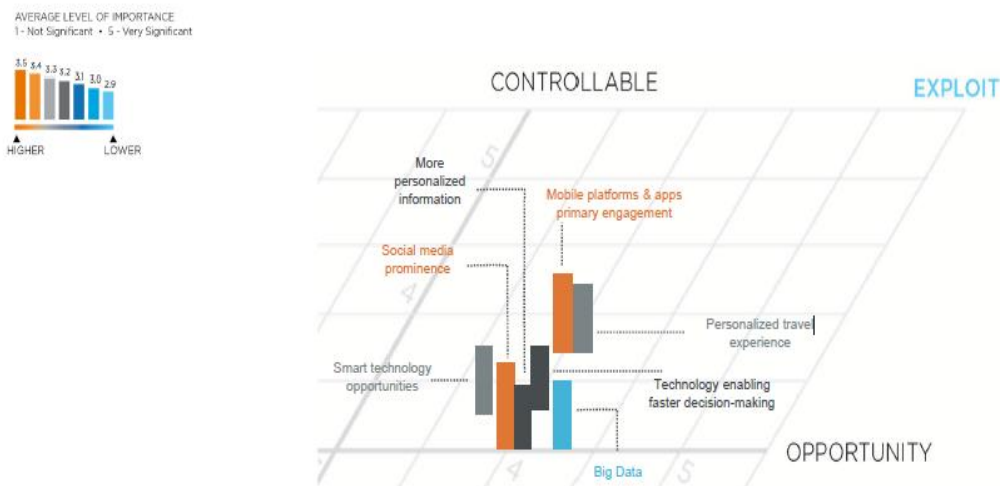 AVERAGE LEVEL OF IMPORTANCE
1 - Not Significant • 5 - Very Significant
3.5 3.4 3.3 3.2 3.1 3.0 2.9
HIGHER LOWER
CONTROLLABLE
EXPLOIT
5
More
personalized
information
Mobile platforms & apps
primary engagement
Social media
prominence
4
Personalized travel
experience
Smart technology
opportunities
Technology enabling
faster decision-making
OPPORTUNITY
4 5
Big Data